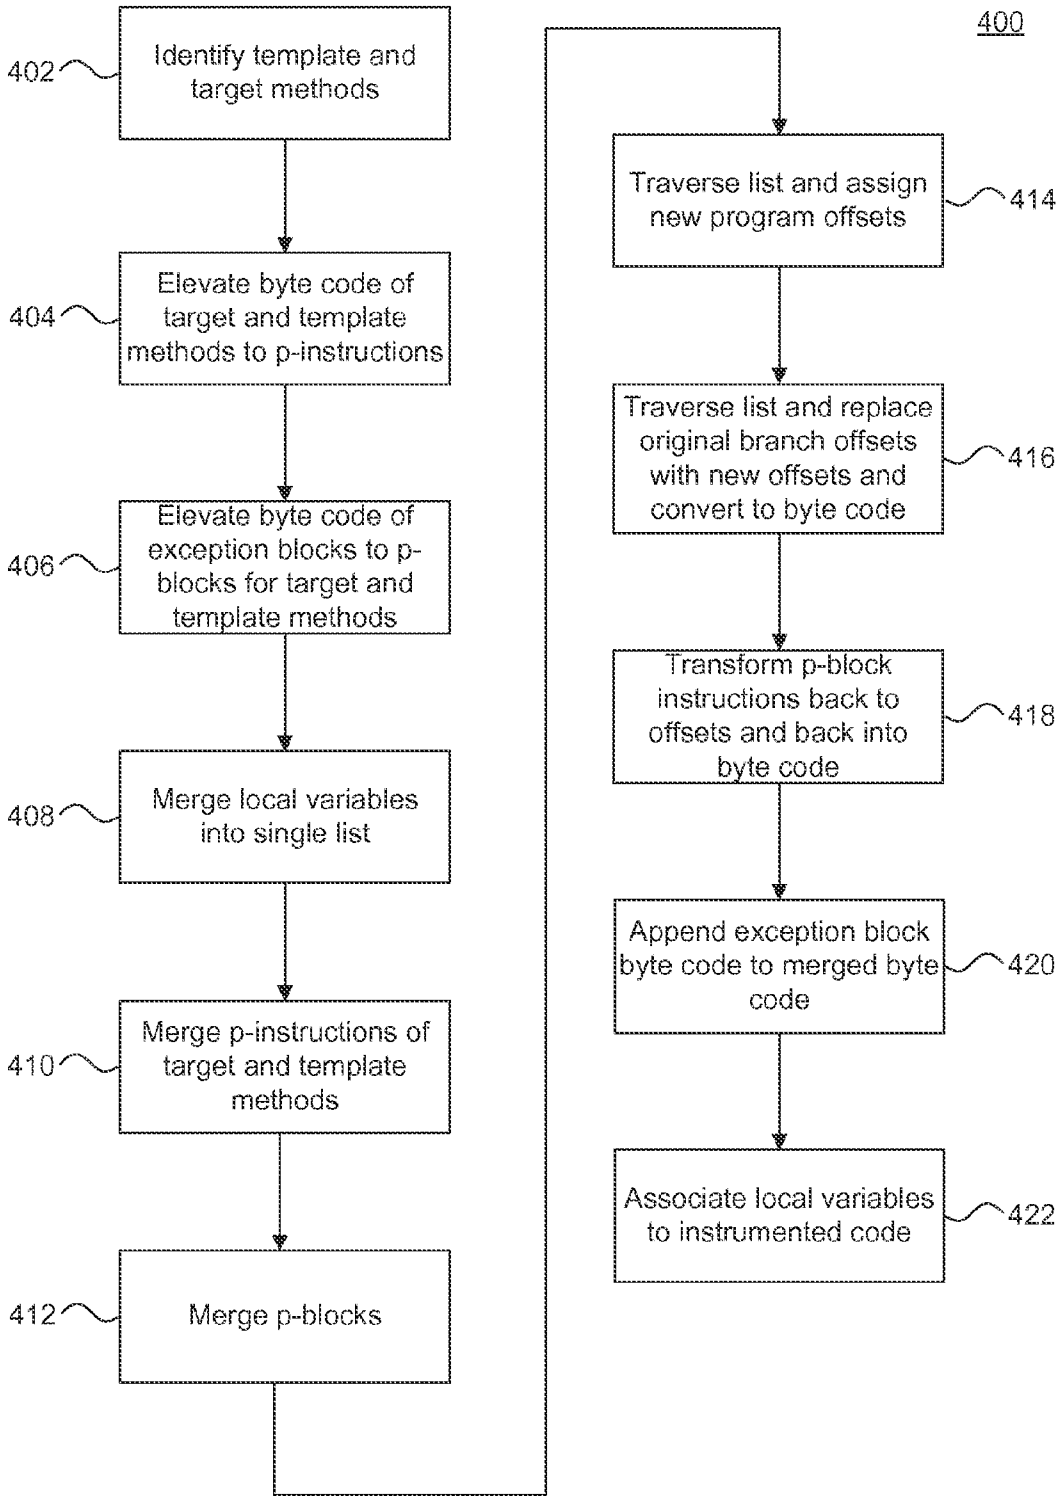 400
402
Identify template and
target methods
404
Elevate byte code of
target and template
methods to p-instructions
406
Elevate byte code of
exception blocks to p-
blocks for target and
template methods
408
Merge local variables
into single list
410
Merge p-instructions of
target and template
methods
412
Merge p-blocks
Traverse list and assign
new program offsets
414
Traverse list and replace
original branch offsets
with new offsets and
convert to byte code
416
Transform p-block
instructions back to
offsets and back into
byte code
418
Append exception block
byte code to merged byte
code
420
Associate local variables
to instrumented code
422